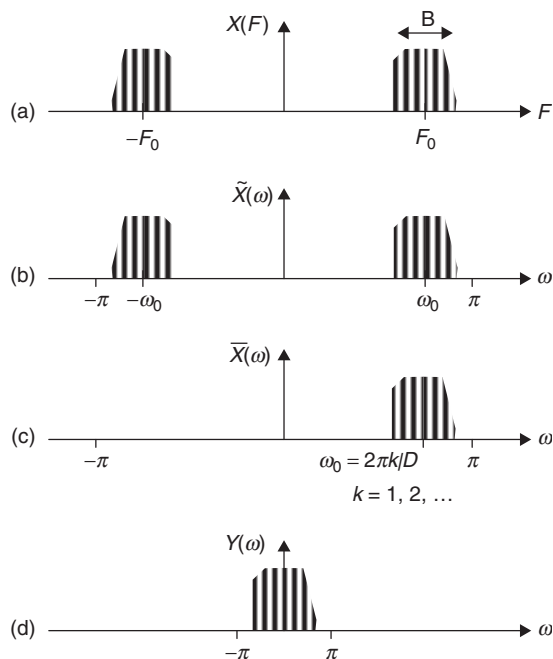 X(F)
B
(a)
F
−F₀
F₀
X̃(ω)
(b)
ω
−π
−ω₀
ω₀
π
X̅(ω)
(c)
ω
−π
ω₀ = 2πk/D
π
k = 1, 2, …
Y(ω)
(d)
ω
−π
π